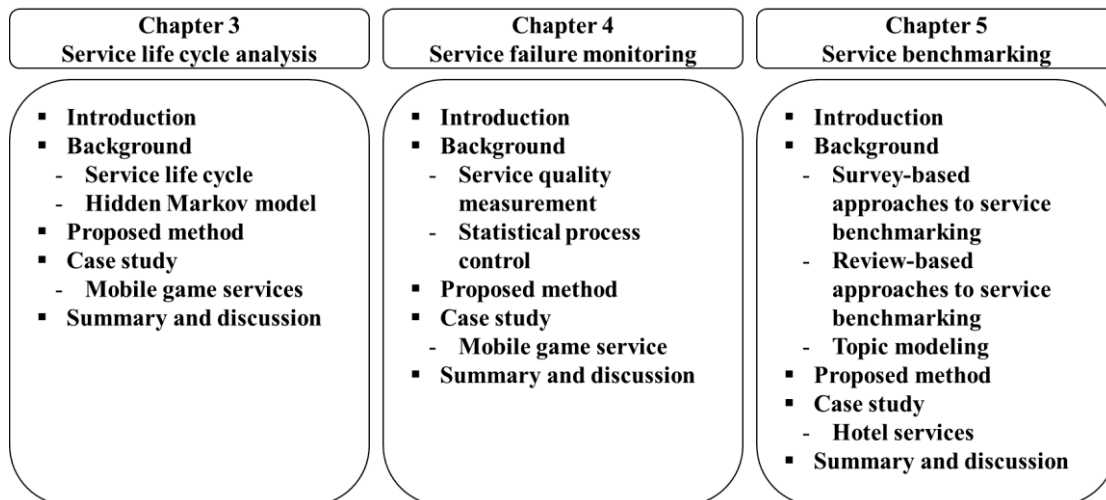 Chapter 3
Service life cycle analysis
▪ Introduction
▪ Background
- Service life cycle
- Hidden Markov model
▪ Proposed method
▪ Case study
- Mobile game services
▪ Summary and discussion
Chapter 4
Service failure monitoring
▪ Introduction
▪ Background
- Service quality
measurement
- Statistical process
control
▪ Proposed method
▪ Case study
- Mobile game service
▪ Summary and discussion
Chapter 5
Service benchmarking
▪ Introduction
▪ Background
- Survey-based
approaches to service
benchmarking
- Review-based
approaches to service
benchmarking
- Topic modeling
▪ Proposed method
▪ Case study
- Hotel services
▪ Summary and discussion